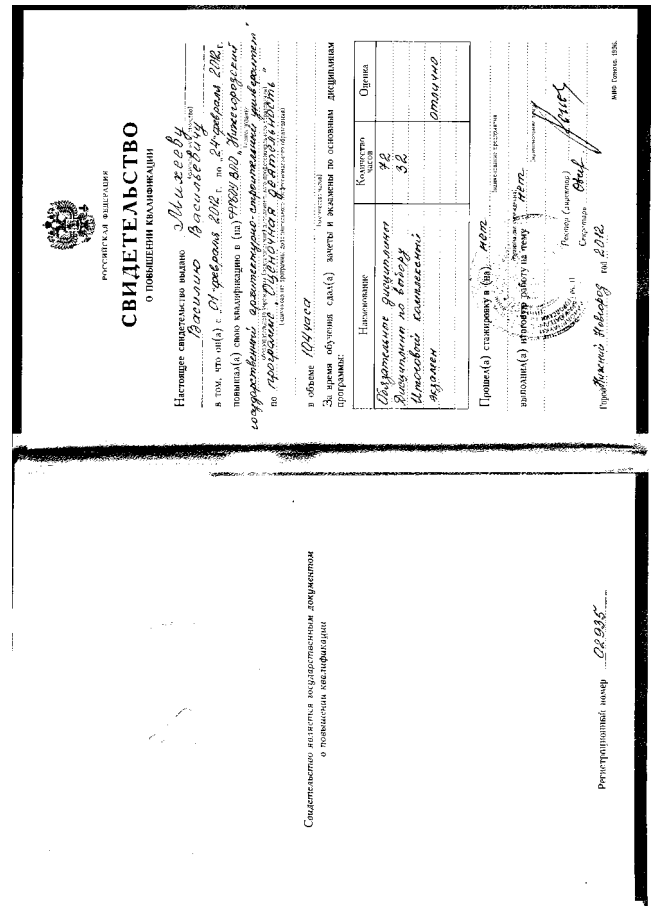 Свидетельство является государственным документом
о повышении квалификации
Регистрационный номер 02935
РОССИЙСКАЯ ФЕДЕРАЦИЯ
СВИДЕТЕЛЬСТВО
О ПОВЫШЕНИИ КВАЛИФИКАЦИИ
Настоящее свидетельство выдано Михееву
Василию Васильевичу
в том, что он(а) с "01" февраля 2012 г. по "24" февраля 2012 г.
повысил(а) свою квалификацию в (на) ФГБОУ ВПО "Нижегородский
государственный архитектурно-строительный университет"
по программе "Оценочная деятельность"
в объеме 104 часа
За время обучения сдал(а) зачеты и экзамены по основным дисциплинам
программы:
Наименование Количество часов Оценка
Обязательные дисциплины 72
Дисциплины по выбору 32
Итоговый комплексный
экзамен отлично
Прошел(а) стажировку в (на) нет
выполнил(а) итоговую работу на тему нет
Ректор (директор)
Секретарь
Город Нижний Новгород год 2012